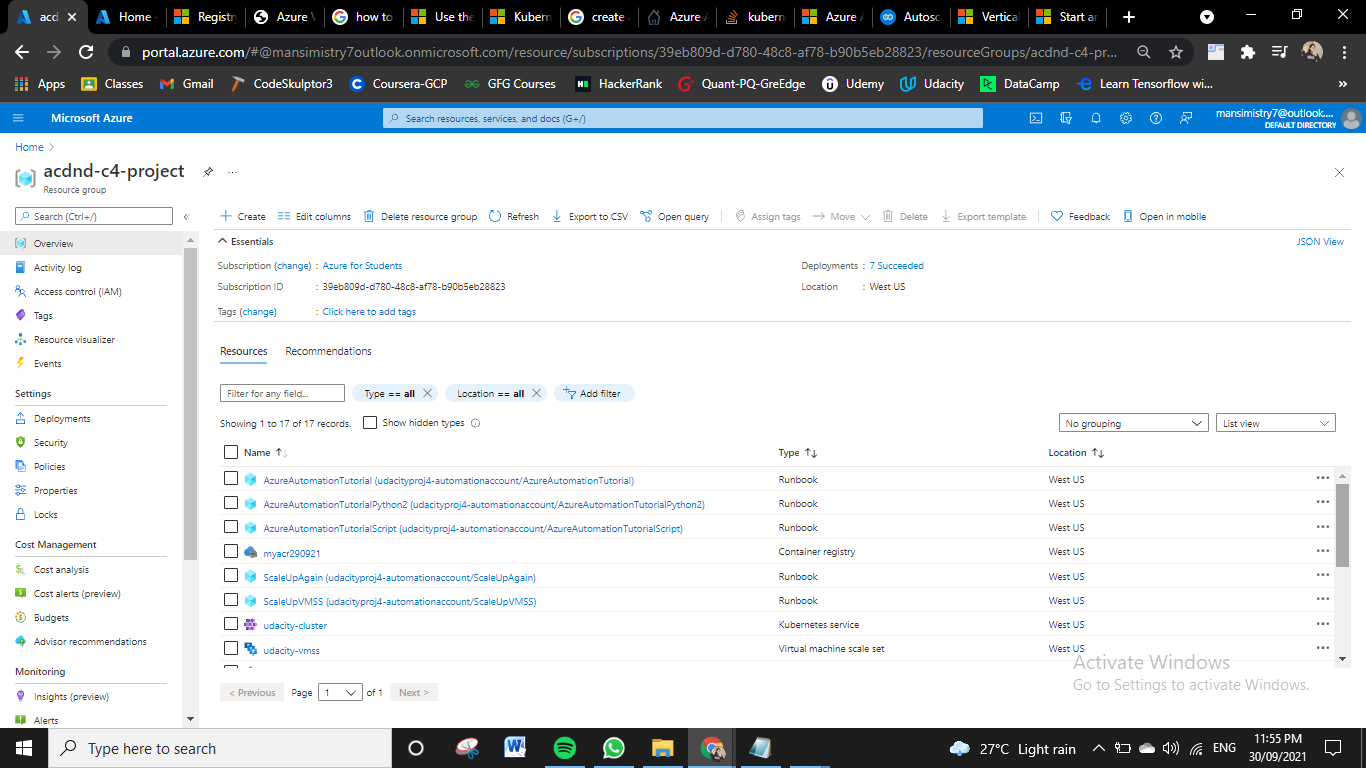 acd
Home -
Registry
Azure V
how to
Use the
Kubern
create
Azure A
kubern
Azure A
Autosca
Vertical
Start an
portal.azure.com/#@mansimistry7outlook.onmicrosoft.com/resource/subscriptions/39eb809d-d780-48c8-af78-b90b5eb28823/resourceGroups/acdnd-c4-pr...
Apps Classes Gmail CodeSkulptor3 Coursera-GCP GFG Courses HackerRank Quant-PQ-GreEdge Udemy Udacity DataCamp Learn Tensorflow wi... »
Microsoft Azure
Search resources, services, and docs (G+/)
mansimistry7@outlook....
DEFAULT DIRECTORY
Home >
acdnd-c4-project
Resource group
Search (Ctrl+/)
Overview
Activity log
Access control (IAM)
Tags
Resource visualizer
Events
Settings
Deployments
Security
Policies
Properties
Locks
Cost Management
Cost analysis
Cost alerts (preview)
Budgets
Advisor recommendations
Monitoring
Insights (preview)
Alerts
Create Edit columns Delete resource group Refresh Export to CSV Open query Assign tags Move Delete Export template Feedback Open in mobile
Essentials
JSON View
Subscription (change) : Azure for Students
Deployments : 7 Succeeded
Subscription ID : 39eb809d-d780-48c8-af78-b90b5eb28823
Location : West US
Tags (change) : Click here to add tags
Resources Recommendations
Filter for any field... Type == all Location == all Add filter
Showing 1 to 17 of 17 records. Show hidden types
No grouping List view
Name Type Location
AzureAutomationTutorial (udacityproj4-automationaccount/AzureAutomationTutorial) Runbook West US
AzureAutomationTutorialPython2 (udacityproj4-automationaccount/AzureAutomationTutorialPython2) Runbook West US
AzureAutomationTutorialScript (udacityproj4-automationaccount/AzureAutomationTutorialScript) Runbook West US
myacr290921 Container registry West US
ScaleUpAgain (udacityproj4-automationaccount/ScaleUpAgain) Runbook West US
ScaleUpVMSS (udacityproj4-automationaccount/ScaleUpVMSS) Runbook West US
udacity-cluster Kubernetes service West US
udacity-vmss Virtual machine scale set West US
< Previous Page 1 of 1 Next >
Activate Windows
Go to Settings to activate Windows.
Type here to search
27°C Light rain
ENG
11:55 PM
30/09/2021